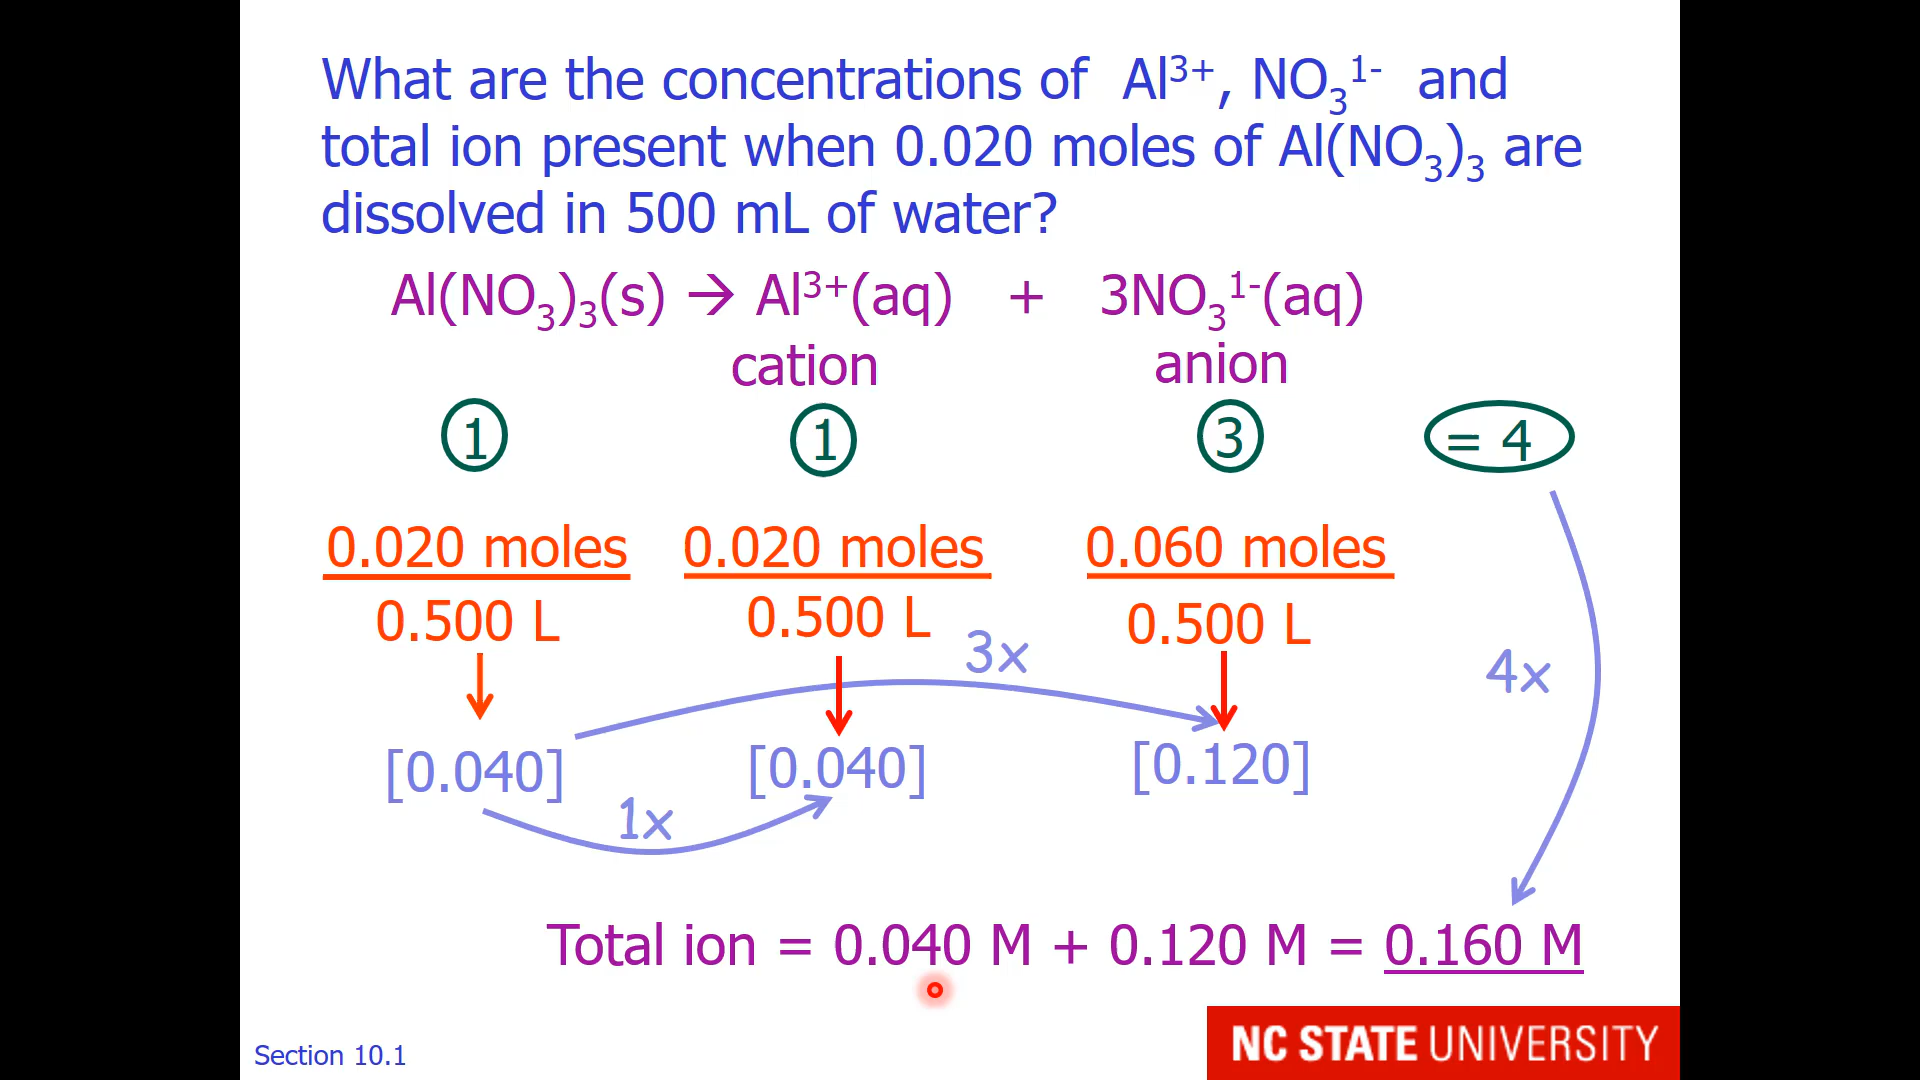 What are the concentrations of Al³⁺, NO₃¹⁻ and
total ion present when 0.020 moles of Al(NO₃)₃ are
dissolved in 500 mL of water?
Al(NO₃)₃(s) → Al³⁺(aq) + 3NO₃¹⁻(aq)
cation anion
1 1 3 = 4
0.020 moles 0.020 moles 0.060 moles
0.500 L 0.500 L 0.500 L
3x 4x
[0.040] [0.040] [0.120]
1x
Total ion = 0.040 M + 0.120 M = 0.160 M
NC STATE UNIVERSITY
Section 10.1